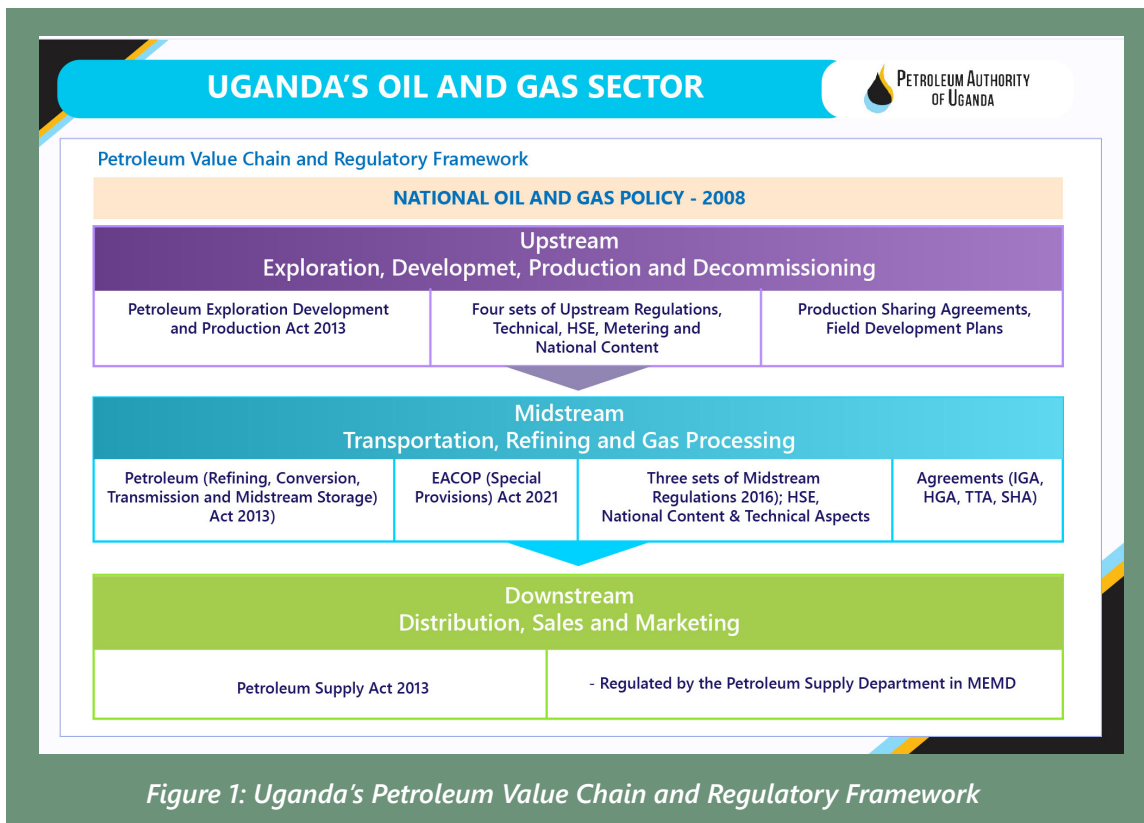 UGANDA'S OIL AND GAS SECTOR
PETROLEUM AUTHORITY
OF UGANDA
Petroleum Value Chain and Regulatory Framework
NATIONAL OIL AND GAS POLICY - 2008
Upstream
Exploration, Developmet, Production and Decommissioning
Petroleum Exploration Development
and Production Act 2013
Four sets of Upstream Regulations,
Technical, HSE, Metering and
National Content
Production Sharing Agreements,
Field Development Plans
Midstream
Transportation, Refining and Gas Processing
Petroleum (Refining, Conversion,
Transmission and Midstream Storage)
Act 2013)
EACOP (Special
Provisions) Act 2021
Three sets of Midstream
Regulations 2016); HSE,
National Content & Technical Aspects
Agreements (IGA,
HGA, TTA, SHA)
Downstream
Distribution, Sales and Marketing
Petroleum Supply Act 2013
- Regulated by the Petroleum Supply Department in MEMD
Figure 1: Uganda's Petroleum Value Chain and Regulatory Framework